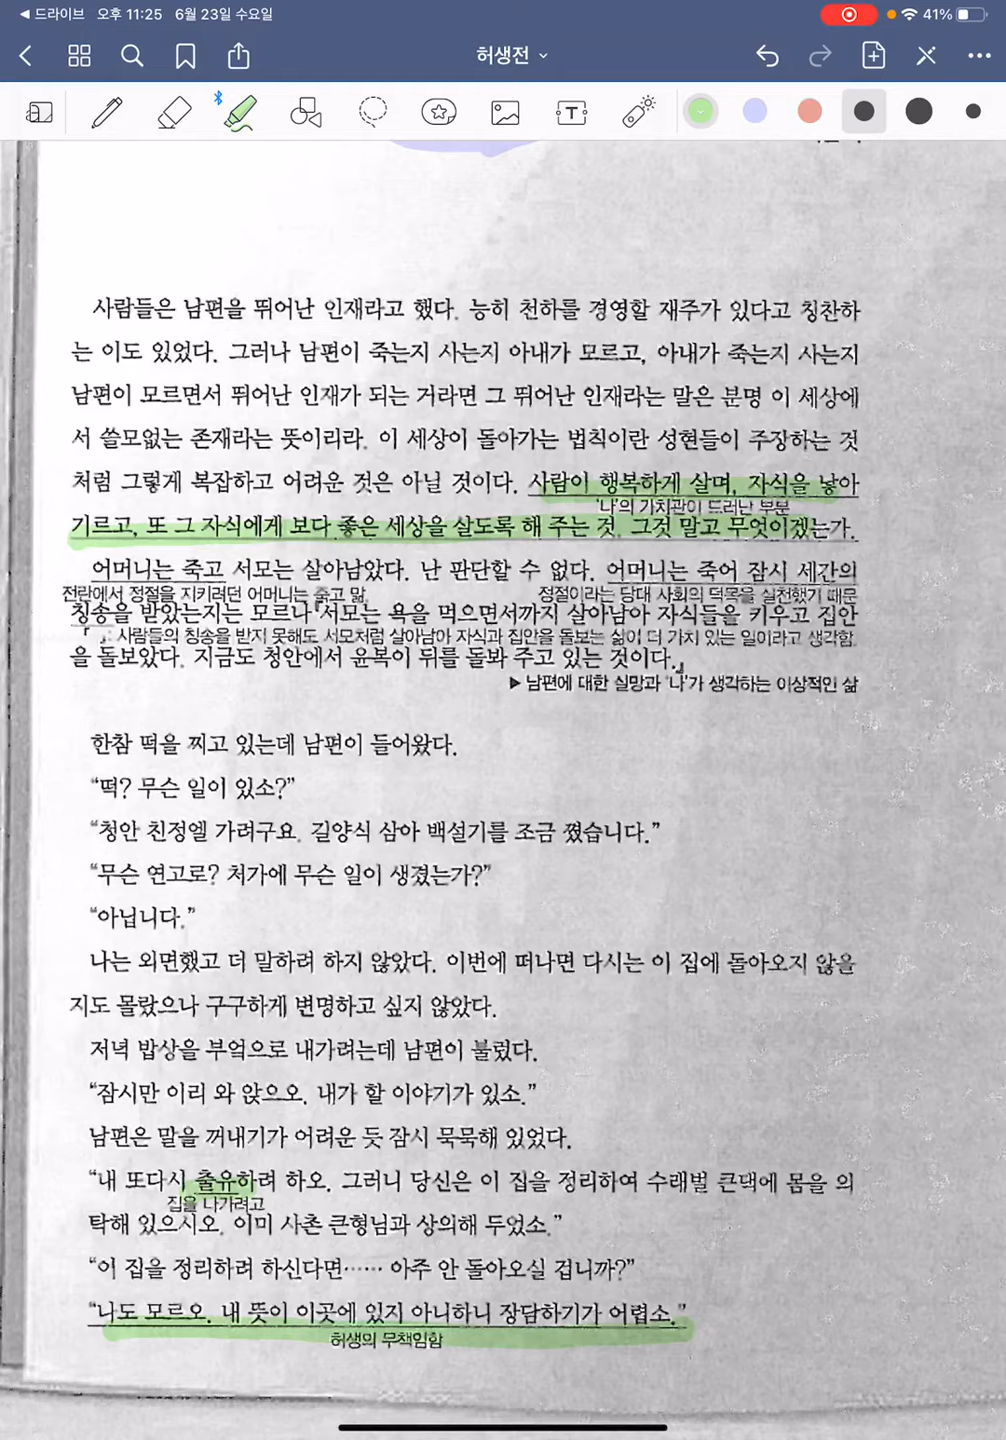 ◀ 드라이브 오후 11:25 6월 23일 수요일 41%
허생전
사람들은 남편을 뛰어난 인재라고 했다. 능히 천하를 경영할 재주가 있다고 칭찬하
는 이도 있었다. 그러나 남편이 죽는지 사는지 아내가 모르고, 아내가 죽는지 사는지
남편이 모르면서 뛰어난 인재가 되는 거라면 그 뛰어난 인재라는 말은 분명 이 세상에
서 쓸모없는 존재라는 뜻이리라. 이 세상이 돌아가는 법칙이란 성현들이 주장하는 것
처럼 그렇게 복잡하고 어려운 것은 아닐 것이다. 사람이 행복하게 살며, 자식을 낳아
'나'의 가치관이 드러난 부분
기르고, 또 그 자식에게 보다 좋은 세상을 살도록 해 주는 것. 그것 말고 무엇이겠는가.
어머니는 죽고 서모는 살아남았다. 난 판단할 수 없다. 어머니는 죽어 잠시 세간의
전란에서 정절을 지키려던 어머니는 죽고 맒 정절이라는 당대 사회의 덕목을 실천했기 때문
칭송을 받았는지는 모르나『서모는 욕을 먹으면서까지 살아남아 자식들을 키우고 집안
『 』: 사람들의 칭송을 받지 못해도 서모처럼 살아남아 자식과 집안을 돌보는 삶이 더 가치 있는 일이라고 생각함.
을 돌보았다. 지금도 청안에서 윤복이 뒤를 돌봐 주고 있는 것이다.』
▶ 남편에 대한 실망과 '나'가 생각하는 이상적인 삶
한참 떡을 찌고 있는데 남편이 들어왔다.
“떡? 무슨 일이 있소?”
“청안 친정엘 가려구요. 길양식 삼아 백설기를 조금 쪘습니다.”
“무슨 연고로? 처가에 무슨 일이 생겼는가?”
“아닙니다.”
나는 외면했고 더 말하려 하지 않았다. 이번에 떠나면 다시는 이 집에 돌아오지 않을
지도 몰랐으나 구구하게 변명하고 싶지 않았다.
저녁 밥상을 부엌으로 내가려는데 남편이 불렀다.
“잠시만 이리 와 앉으오. 내가 할 이야기가 있소.”
남편은 말을 꺼내기가 어려운 듯 잠시 묵묵해 있었다.
“내 또다시 출유하려 하오. 그러니 당신은 이 집을 정리하여 수래벌 큰댁에 몸을 의
집을 나가려고
탁해 있으시오. 이미 사촌 큰형님과 상의해 두었소.”
“이 집을 정리하려 하신다면…… 아주 안 돌아오실 겁니까?”
“나도 모르오. 내 뜻이 이곳에 있지 아니하니 장담하기가 어렵소.”
허생의 무책임함